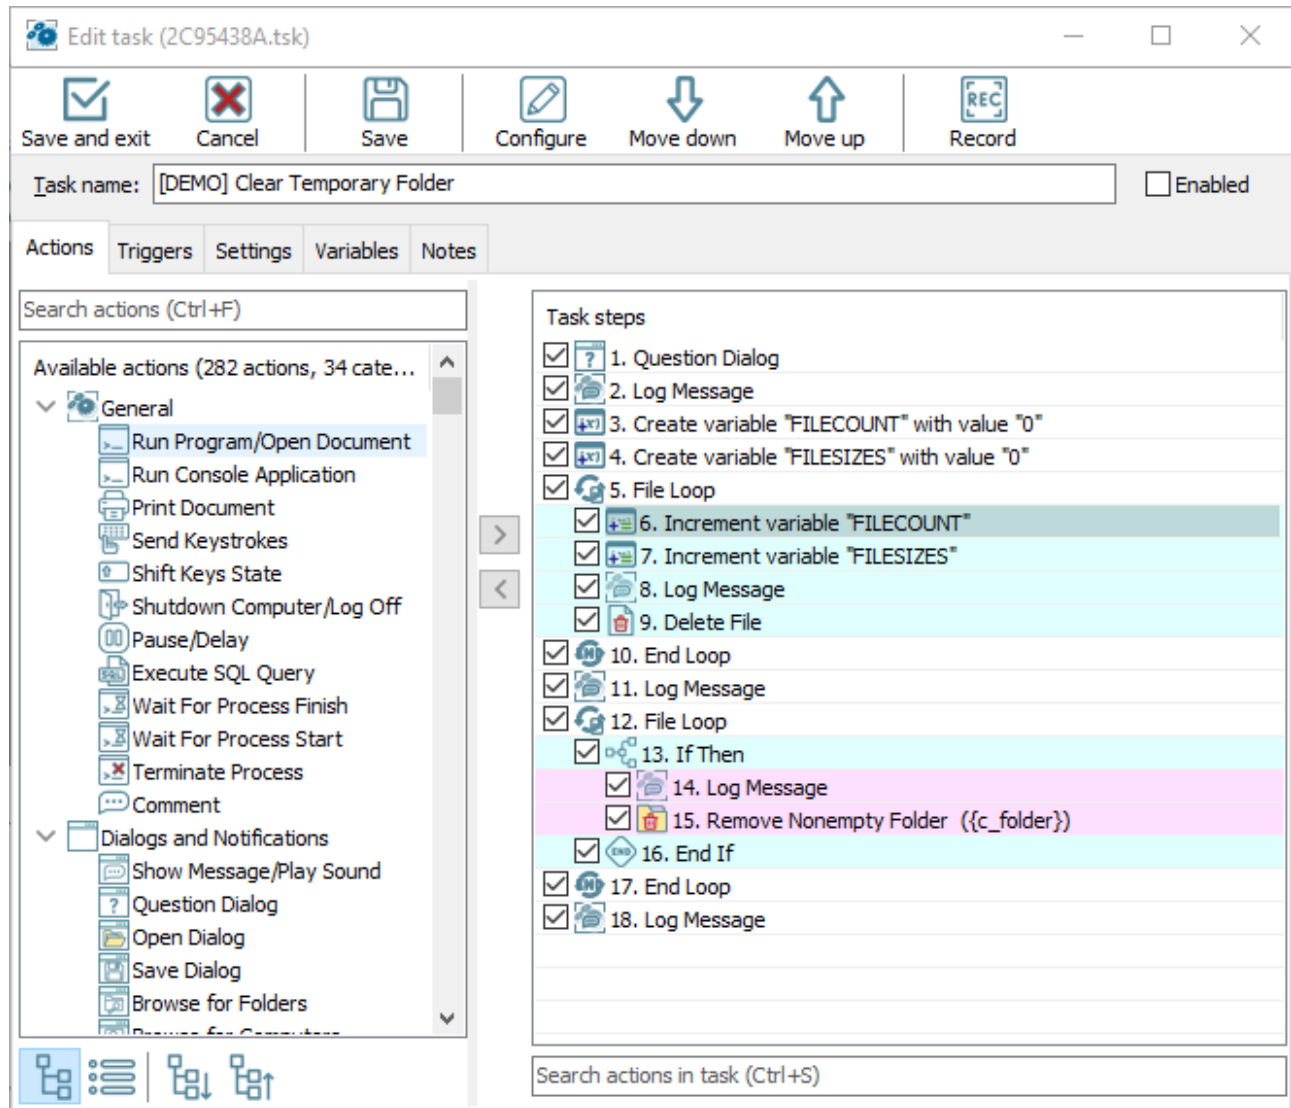 Edit task (2C95438A.tsk)
Save and exit Cancel Save Configure Move down Move up REC Record
Task name: [DEMO] Clear Temporary Folder Enabled
Actions Triggers Settings Variables Notes
Search actions (Ctrl+F)
Available actions (282 actions, 34 cate...
General
Run Program/Open Document
Run Console Application
Print Document
Send Keystrokes
Shift Keys State
Shutdown Computer/Log Off
Pause/Delay
Execute SQL Query
Wait For Process Finish
Wait For Process Start
Terminate Process
Comment
Dialogs and Notifications
Show Message/Play Sound
Question Dialog
Open Dialog
Save Dialog
Browse for Folders
Browse for Computers
Task steps
1. Question Dialog
2. Log Message
3. Create variable "FILECOUNT" with value "0"
4. Create variable "FILESIZES" with value "0"
5. File Loop
6. Increment variable "FILECOUNT"
7. Increment variable "FILESIZES"
8. Log Message
9. Delete File
10. End Loop
11. Log Message
12. File Loop
13. If Then
14. Log Message
15. Remove Nonempty Folder ({c_folder})
16. End If
17. End Loop
18. Log Message
Search actions in task (Ctrl+S)